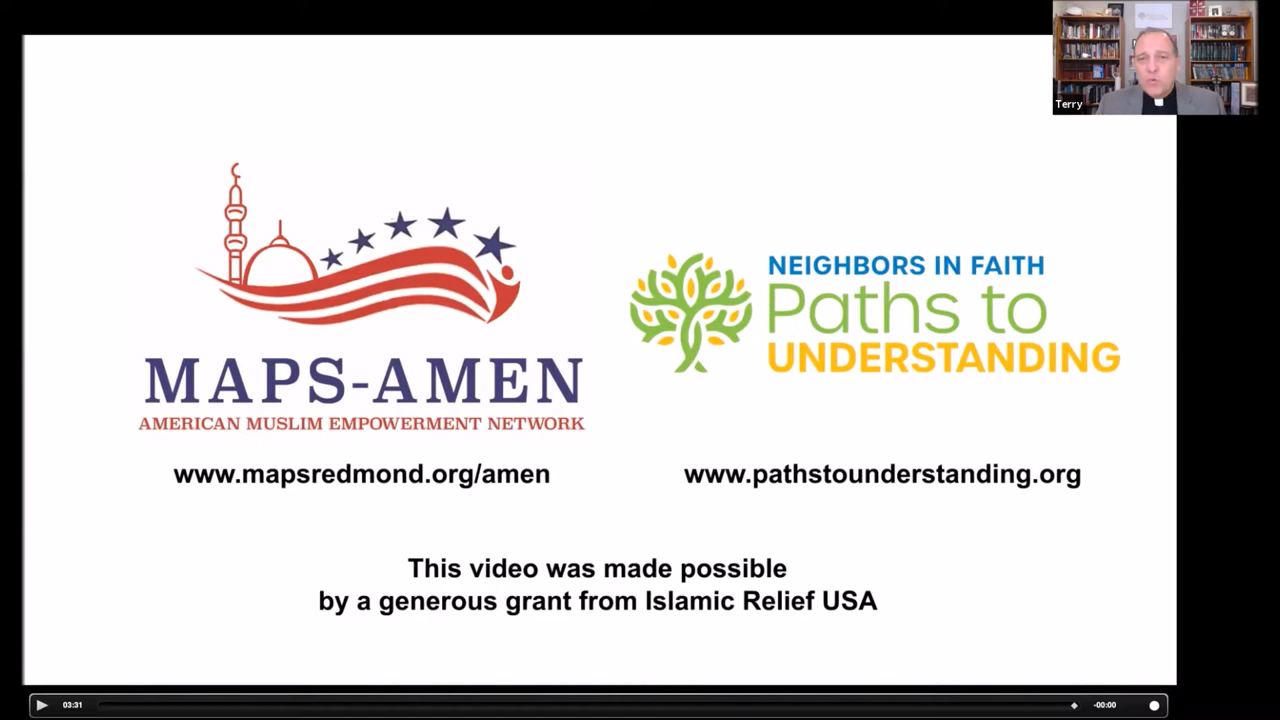 Terry
MAPS-AMEN
AMERICAN MUSLIM EMPOWERMENT NETWORK
www.mapsredmond.org/amen
NEIGHBORS IN FAITH
Paths to
UNDERSTANDING
www.pathstounderstanding.org
This video was made possible
by a generous grant from Islamic Relief USA
03:31
-00:00